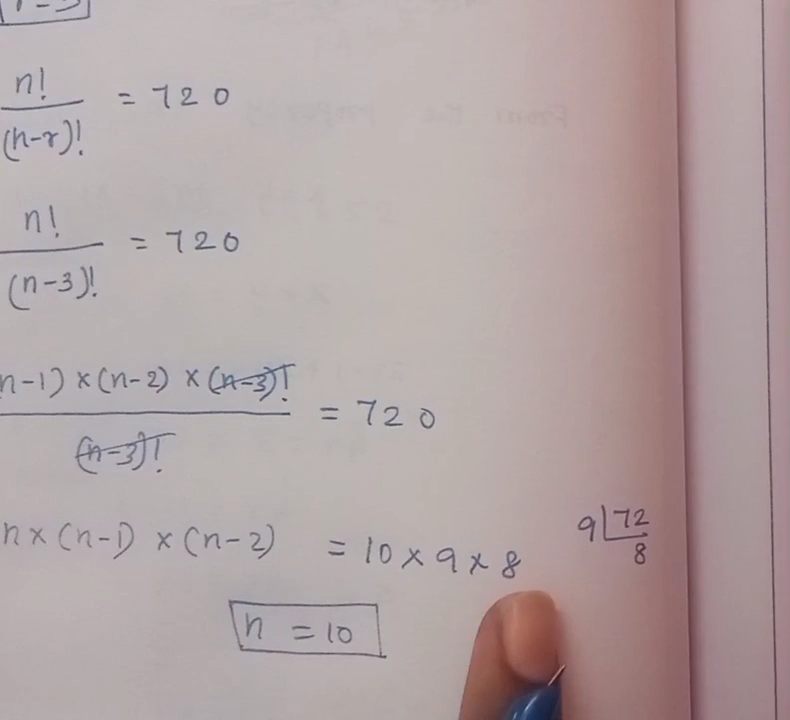 n! / (n-r)! = 720
n! / (n-3)! = 720
n-1) × (n-2) × (n-3)! / (n-3)! = 720
n × (n-1) × (n-2) = 10 × 9 × 8
9 | 72
8
n = 10